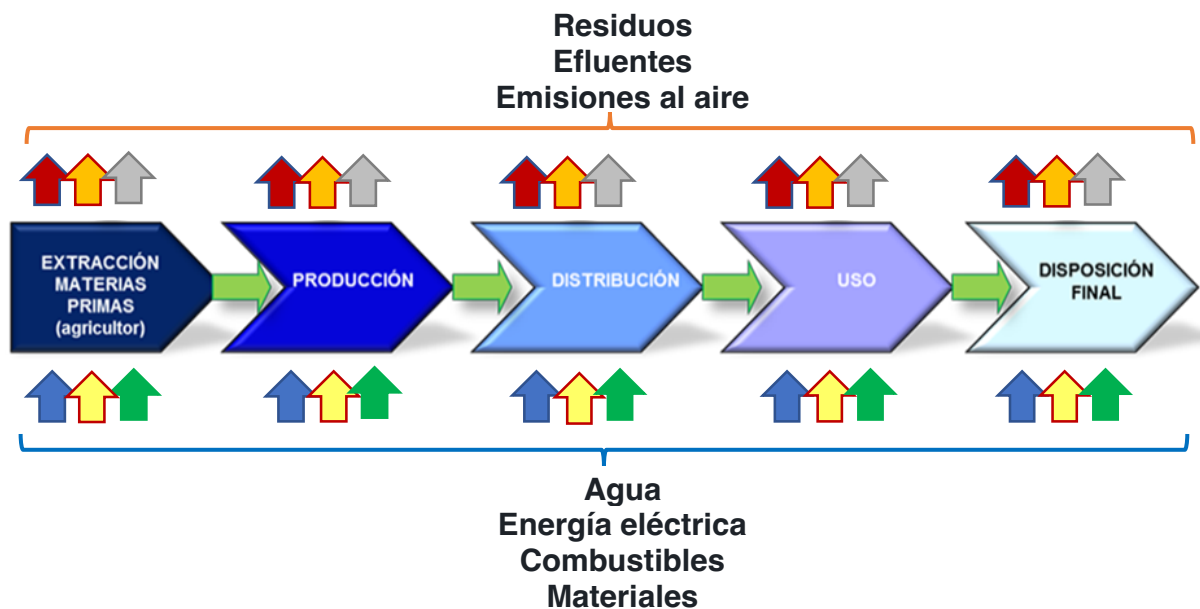 Residuos
Efluentes
Emisiones al aire
EXTRACCIÓN
MATERIAS
PRIMAS
(agricultor)
PRODUCCIÓN
DISTRIBUCIÓN
USO
DISPOSICIÓN
FINAL
Agua
Energía eléctrica
Combustibles
Materiales